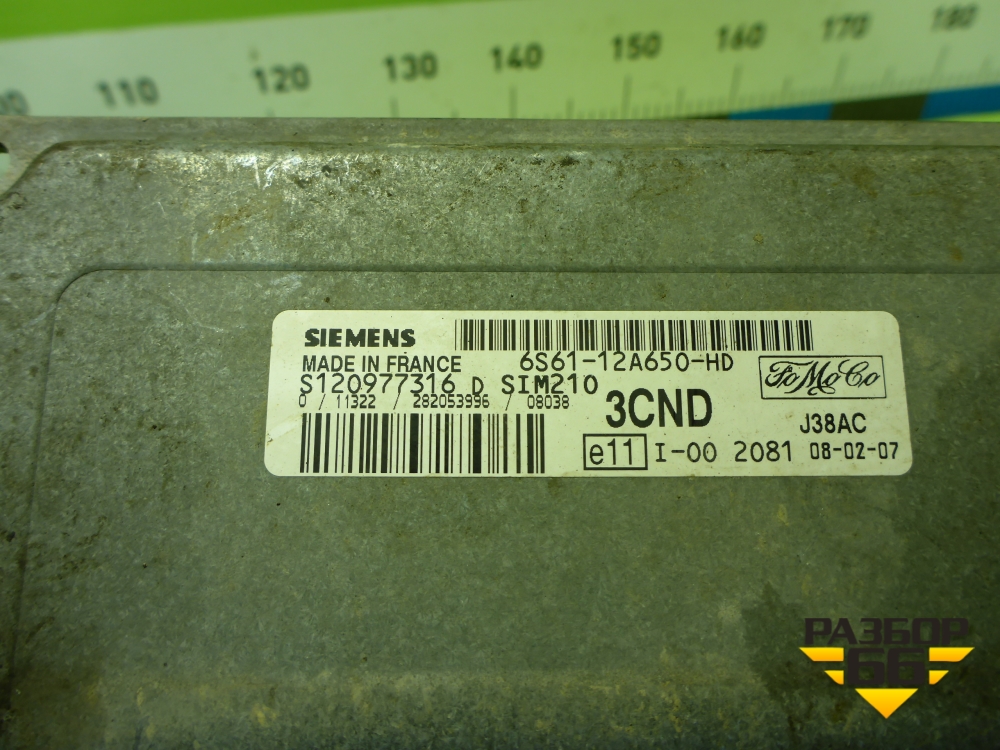 110 120 130 140 150 160 170 180
SIEMENS
MADE IN FRANCE 6S61-12A650-HD
S120977316 D SIM210
0 / 11322 / 282053996 / 08038
3CND
FoMoCo
J38AC
e11 I-00 2081 08-02-07
РАЗБОР
66